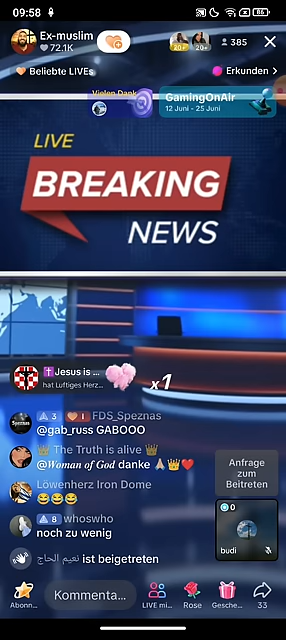 09:58
86
Ex-muslim
72.1K
20+
20+
385
Beliebte LIVEs
Erkunden >
Vielen Dank
GamingOnAir
12 Juni - 25 Juni
LIVE
BREAKING
NEWS
Jesus is ...
hat Luftiges Herz...
x1
3
1
FDS_Speznas
@gab_russ GABOOO
👑 The Truth is alive 👑
@𝑾𝒐𝒎𝒂𝒏 𝒐𝒇 𝑮𝒐𝒅 danke 🙏🏼👑❤️
Löwenherz Iron Dome
😂😂😂
8
whoswho
noch zu wenig
نعيم الحاج ist beigetreten
Anfrage
zum
Beitreten
0
budi
Abonn...
Kommenta...
LIVE mi...
Rose
Gesche...
33